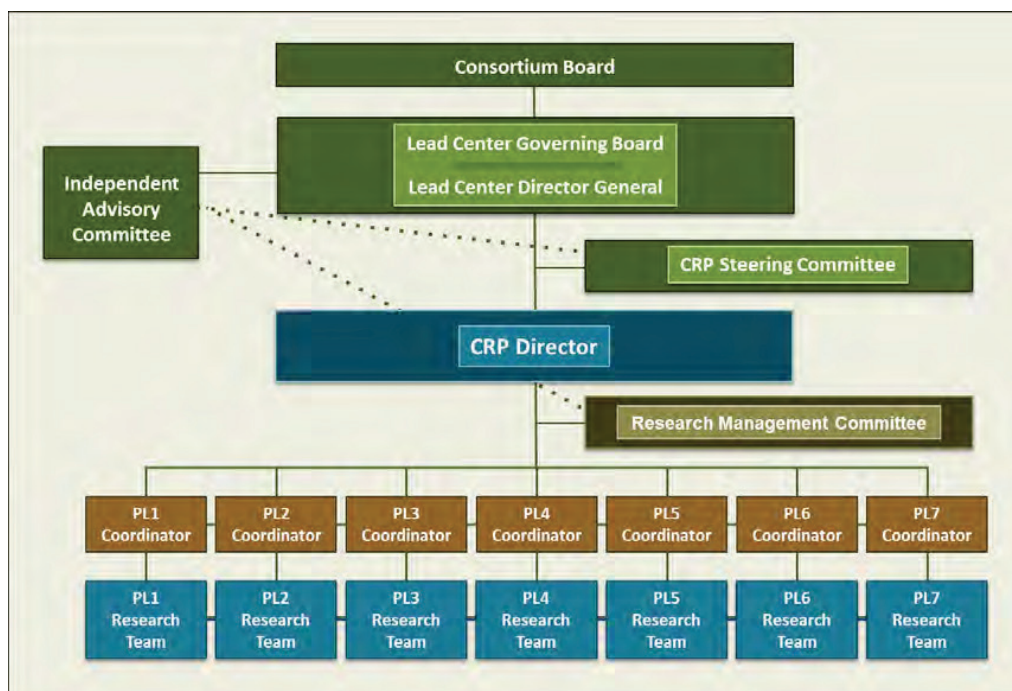 Consortium Board
Lead Center Governing Board
Lead Center Director General
Independent
Advisory
Committee
CRP Steering Committee
CRP Director
Research Management Committee
PL1
Coordinator
PL2
Coordinator
PL3
Coordinator
PL4
Coordinator
PL5
Coordinator
PL6
Coordinator
PL7
Coordinator
PL1
Research
Team
PL2
Research
Team
PL3
Research
Team
PL4
Research
Team
PL5
Research
Team
PL6
Research
Team
PL7
Research
Team